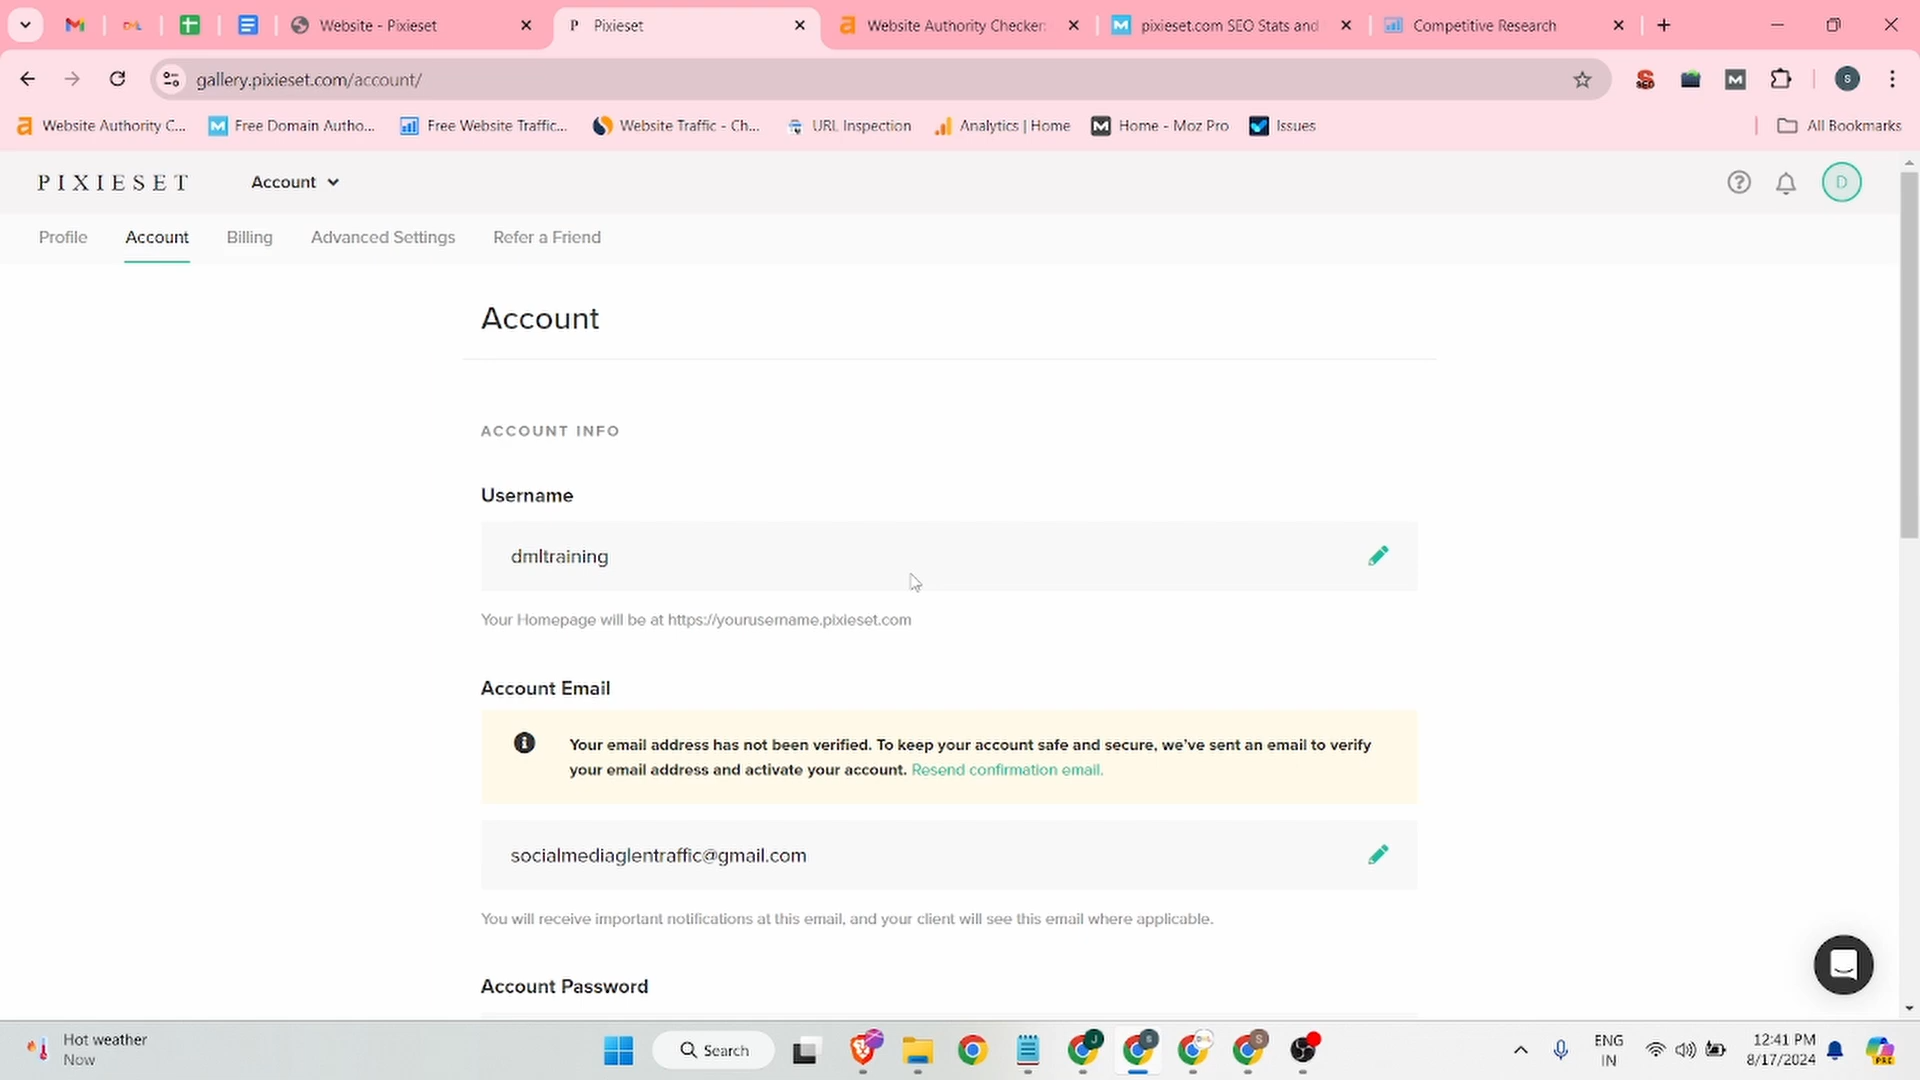 Website - Pixieset
P Pixieset
Website Authority Checker:
pixieset.com SEO Stats and
Competitive Research
gallery.pixieset.com/account/
S
Website Authority C...
Free Domain Autho...
Free Website Traffic...
Website Traffic - Ch...
URL Inspection
Analytics | Home
Home - Moz Pro
Issues
All Bookmarks
PIXIESET
Account
D
Profile
Account
Billing
Advanced Settings
Refer a Friend
Account
ACCOUNT INFO
Username
dmltraining
Your Homepage will be at https://yourusername.pixieset.com
Account Email
Your email address has not been verified. To keep your account safe and secure, we've sent an email to verify
your email address and activate your account. Resend confirmation email.
socialmediaglentraffic@gmail.com
You will receive important notifications at this email, and your client will see this email where applicable.
Account Password
Hot weather
Now
Search
ENG
IN
12:41 PM
8/17/2024